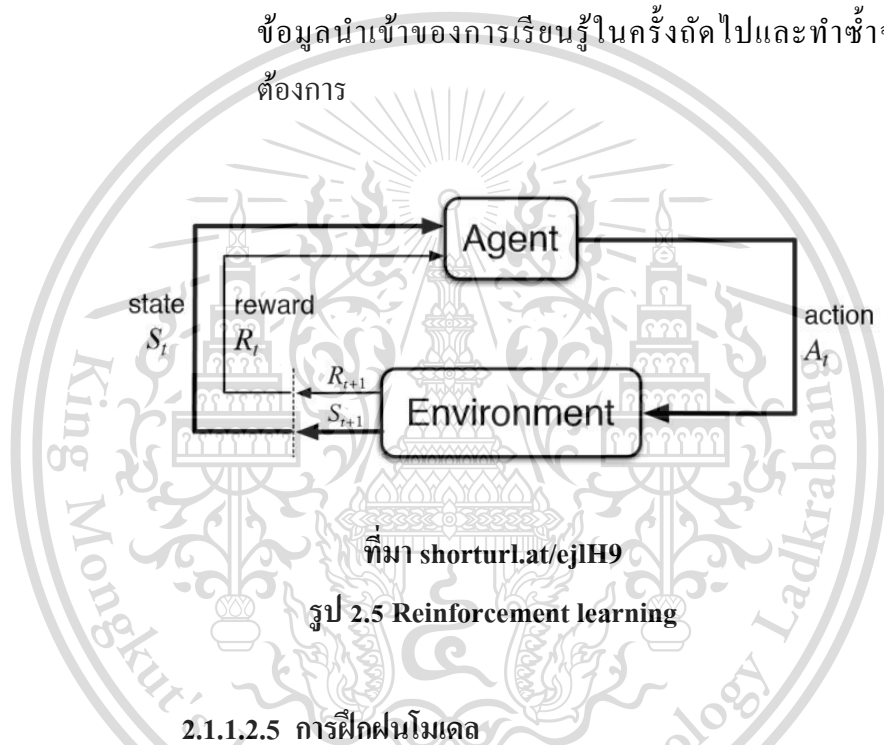 ข้อมูลนำเข้าของการเรียนรู้ในครั้งถัดไปและทำซ้ำ
ต้องการ
Agent
state
S_t
reward
R_t
action
A_t
R_{t+1}
S_{t+1}
Environment
King Mongkut's
Ladkrabang
ที่มา shorturl.at/ejlH9
รูป 2.5 Reinforcement learning
2.1.1.2.5 การฝึกฝนโมเดล